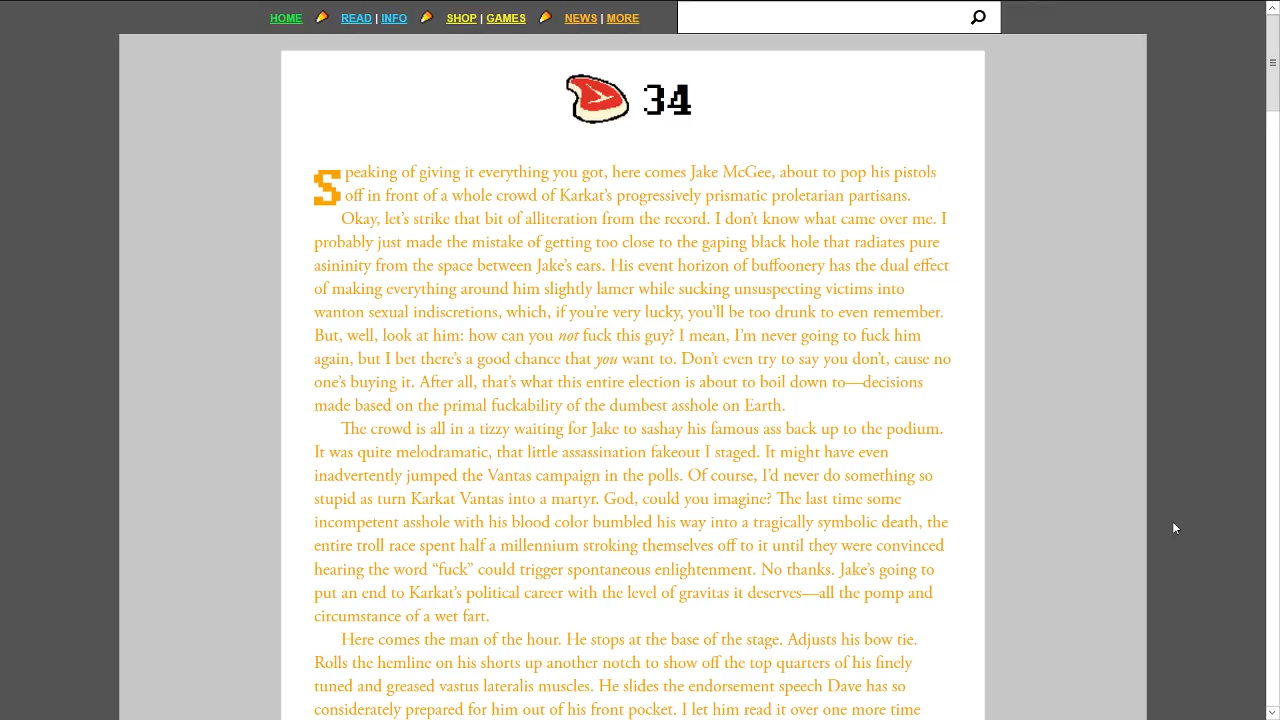 HOME READ | INFO SHOP | GAMES NEWS | MORE
34
Speaking of giving it everything you got, here comes Jake McGee, about to pop his pistols
off in front of a whole crowd of Karkat’s progressively prismatic proletarian partisans.
Okay, let’s strike that bit of alliteration from the record. I don’t know what came over me. I
probably just made the mistake of getting too close to the gaping black hole that radiates pure
asininity from the space between Jake’s ears. His event horizon of buffoonery has the dual effect
of making everything around him slightly lamer while sucking unsuspecting victims into
wanton sexual indiscretions, which, if you’re very lucky, you’ll be too drunk to even remember.
But, well, look at him: how can you not fuck this guy? I mean, I’m never going to fuck him
again, but I bet there’s a good chance that you want to. Don’t even try to say you don’t, cause no
one’s buying it. After all, that’s what this entire election is about to boil down to—decisions
made based on the primal fuckability of the dumbest asshole on Earth.
The crowd is all in a tizzy waiting for Jake to sashay his famous ass back up to the podium.
It was quite melodramatic, that little assassination fakeout I staged. It might have even
inadvertently jumped the Vantas campaign in the polls. Of course, I’d never do something so
stupid as turn Karkat Vantas into a martyr. God, could you imagine? The last time some
incompetent asshole with his blood color bumbled his way into a tragically symbolic death, the
entire troll race spent half a millennium stroking themselves off to it until they were convinced
hearing the word “fuck” could trigger spontaneous enlightenment. No thanks. Jake’s going to
put an end to Karkat’s political career with the level of gravitas it deserves—all the pomp and
circumstance of a wet fart.
Here comes the man of the hour. He stops at the base of the stage. Adjusts his bow tie.
Rolls the hemline on his shorts up another notch to show off the top quarters of his finely
tuned and greased vastus lateralis muscles. He slides the endorsement speech Dave has so
considerately prepared for him out of his front pocket. I let him read it over one more time